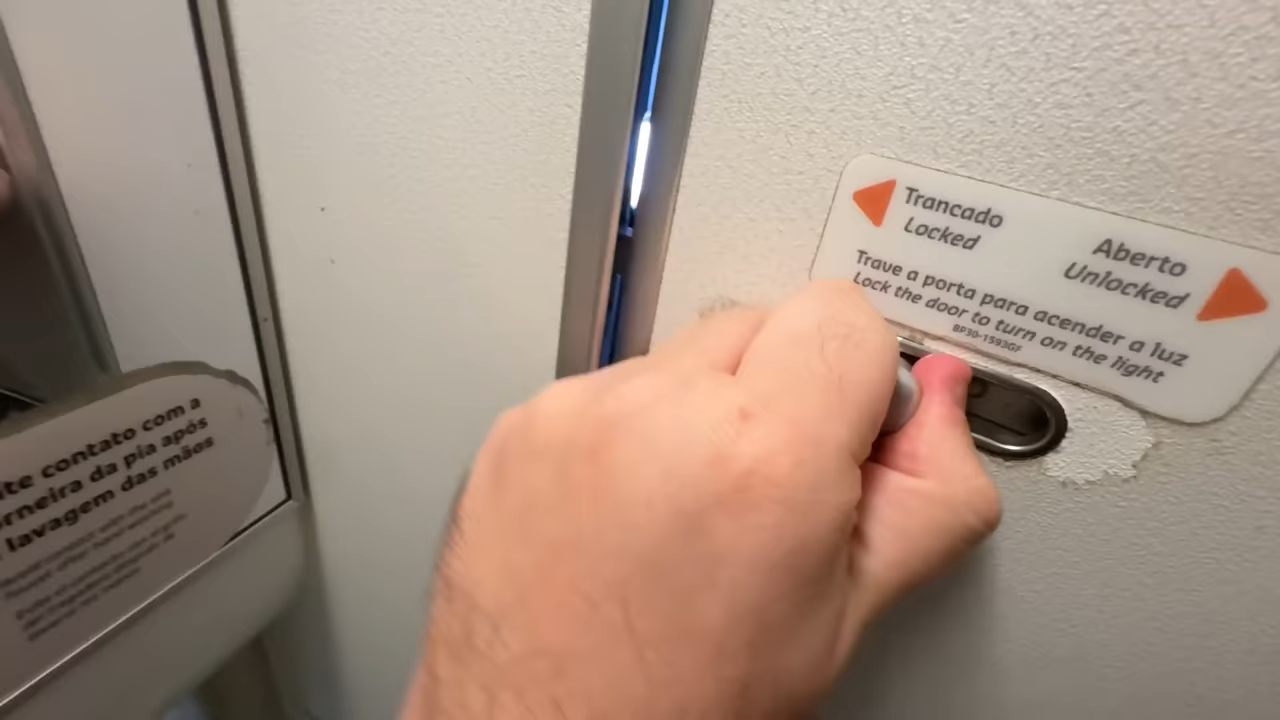 Trancado
Locked
Aberto
Unlocked
Trave a porta para acender a luz
Lock the door to turn on the light
BP30-1593GF
ite contato com a
rneira da pia após
lavagem das mãos